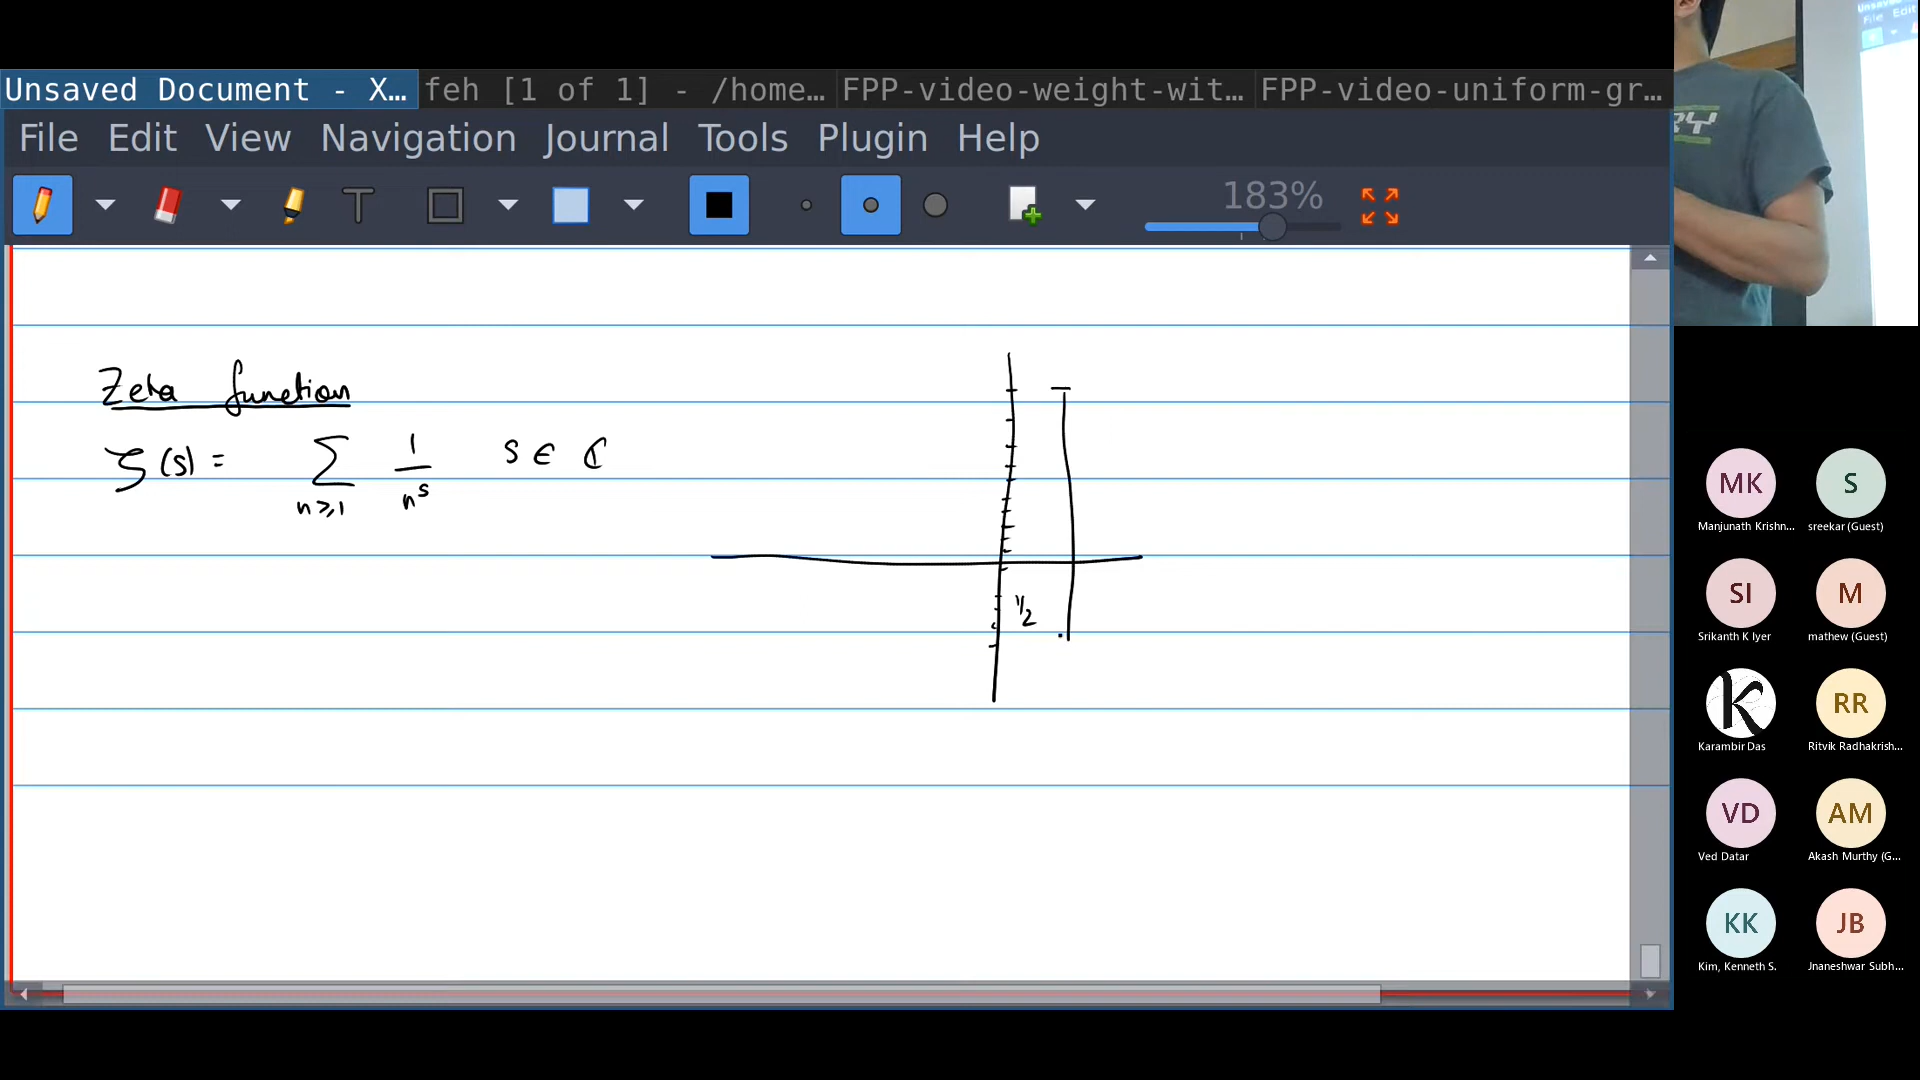 Unsaved Document - X...
feh [1 of 1] - /home...
FPP-video-weight-wit...
FPP-video-uniform-gr...
File Edit View Navigation Journal Tools Plugin Help
T
183%
Zeta function
ζ(s) = ∑ n≥1 1/n^s s ∈ ℂ
1/2
RY
File Edit
MK
Manjunath Krishn...
S
sreekar (Guest)
SI
Srikanth K Iyer
M
mathew (Guest)
K
Karambir Das
RR
Ritvik Radhakrish...
VD
Ved Datar
AM
Akash Murthy (G...
KK
Kim, Kenneth S.
JB
Jnaneshwar Subh...